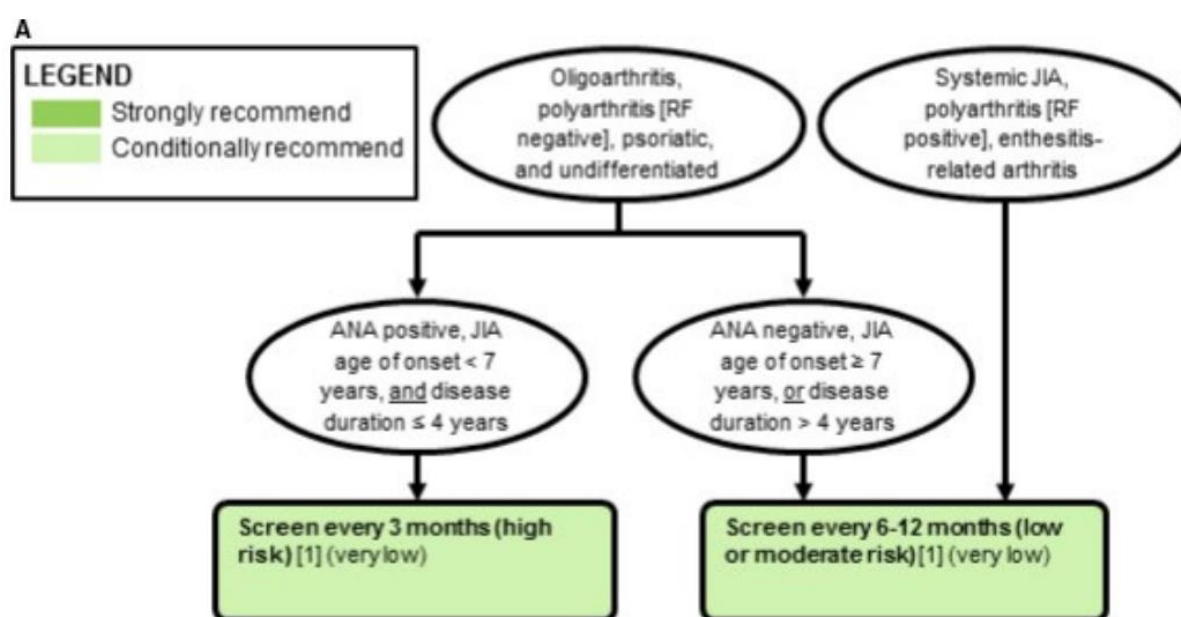 A
LEGEND
Strongly recommend
Conditionally recommend
Oligoarthritis,
polyarthritis [RF
negative], psoriatic,
and undifferentiated
Systemic JIA,
polyarthritis [RF
positive], enthesitis-
related arthritis
ANA positive, JIA
age of onset < 7
years, and disease
duration ≤ 4 years
ANA negative, JIA
age of onset ≥ 7
years, or disease
duration > 4 years
Screen every 3 months (high
risk) [1] (very low)
Screen every 6-12 months (low
or moderate risk) [1] (very low)